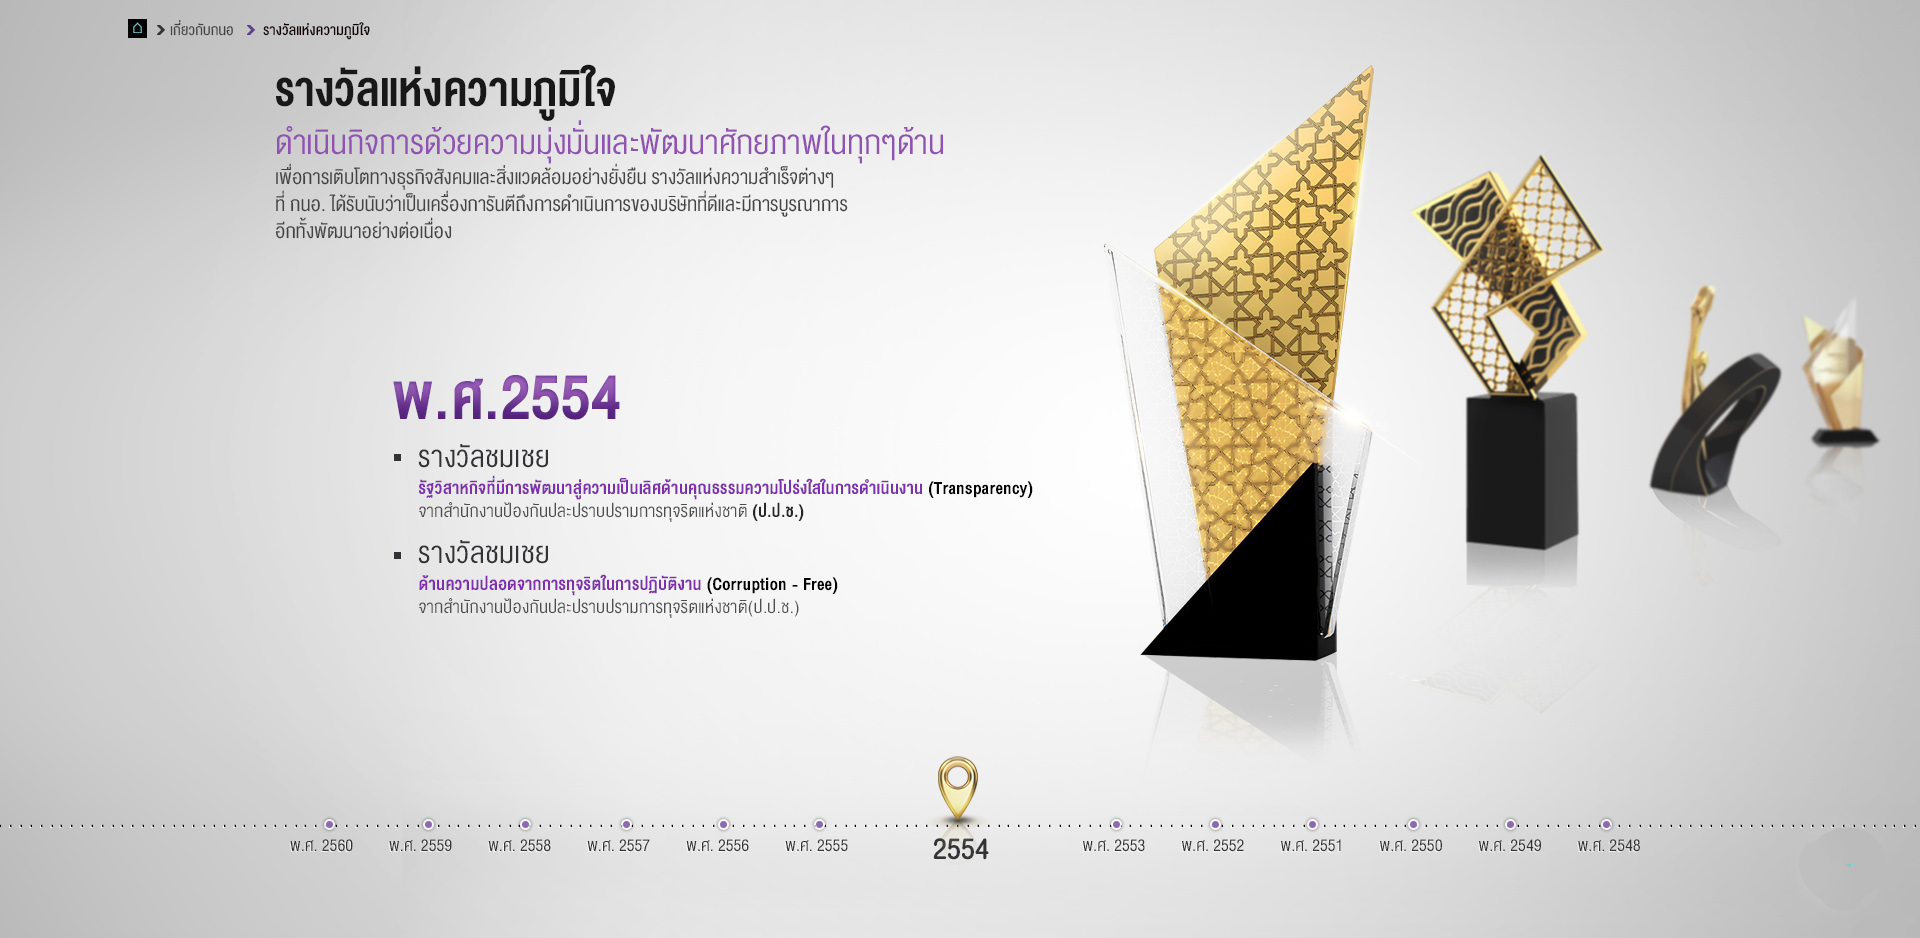 เกี่ยวกับกนอ
รางวัลแห่งความภูมิใจ
รางวัลแห่งความภูมิใจ
ดำเนินกิจการด้วยความมุ่งมั่นและพัฒนาศักยภาพในทุกๆด้าน
เพื่อการเติบโตทางธุรกิจสังคมและสิ่งแวดล้อมอย่างยั่งยืน รางวัลแห่งความสำเร็จต่างๆ
ที่ กนอ. ได้รับนับว่าเป็นเครื่องการันตีถึงการดำเนินการของบริษัทที่ดีและมีการบูรณาการ
อีกทั้งพัฒนาอย่างต่อเนื่อง
พ.ศ.2554
รางวัลชมเชย
รัฐวิสาหกิจที่มีการพัฒนาสู่ความเป็นเลิศด้านคุณธรรมความโปร่งใสในการดำเนินงาน (Transparency)
จากสำนักงานป้องกันปละปราบปรามการทุจริตแห่งชาติ (ป.ป.ช.)
รางวัลชมเชย
ด้านความปลอดจากการทุจริตในการปฏิบัติงาน (Corruption - Free)
จากสำนักงานป้องกันปละปราบปรามการทุจริตแห่งชาติ(ป.ป.ช.)
พ.ศ. 2560 พ.ศ. 2559 พ.ศ. 2558 พ.ศ. 2557 พ.ศ. 2556 พ.ศ. 2555 2554 พ.ศ. 2553 พ.ศ. 2552 พ.ศ. 2551 พ.ศ. 2550 พ.ศ. 2549 พ.ศ. 2548